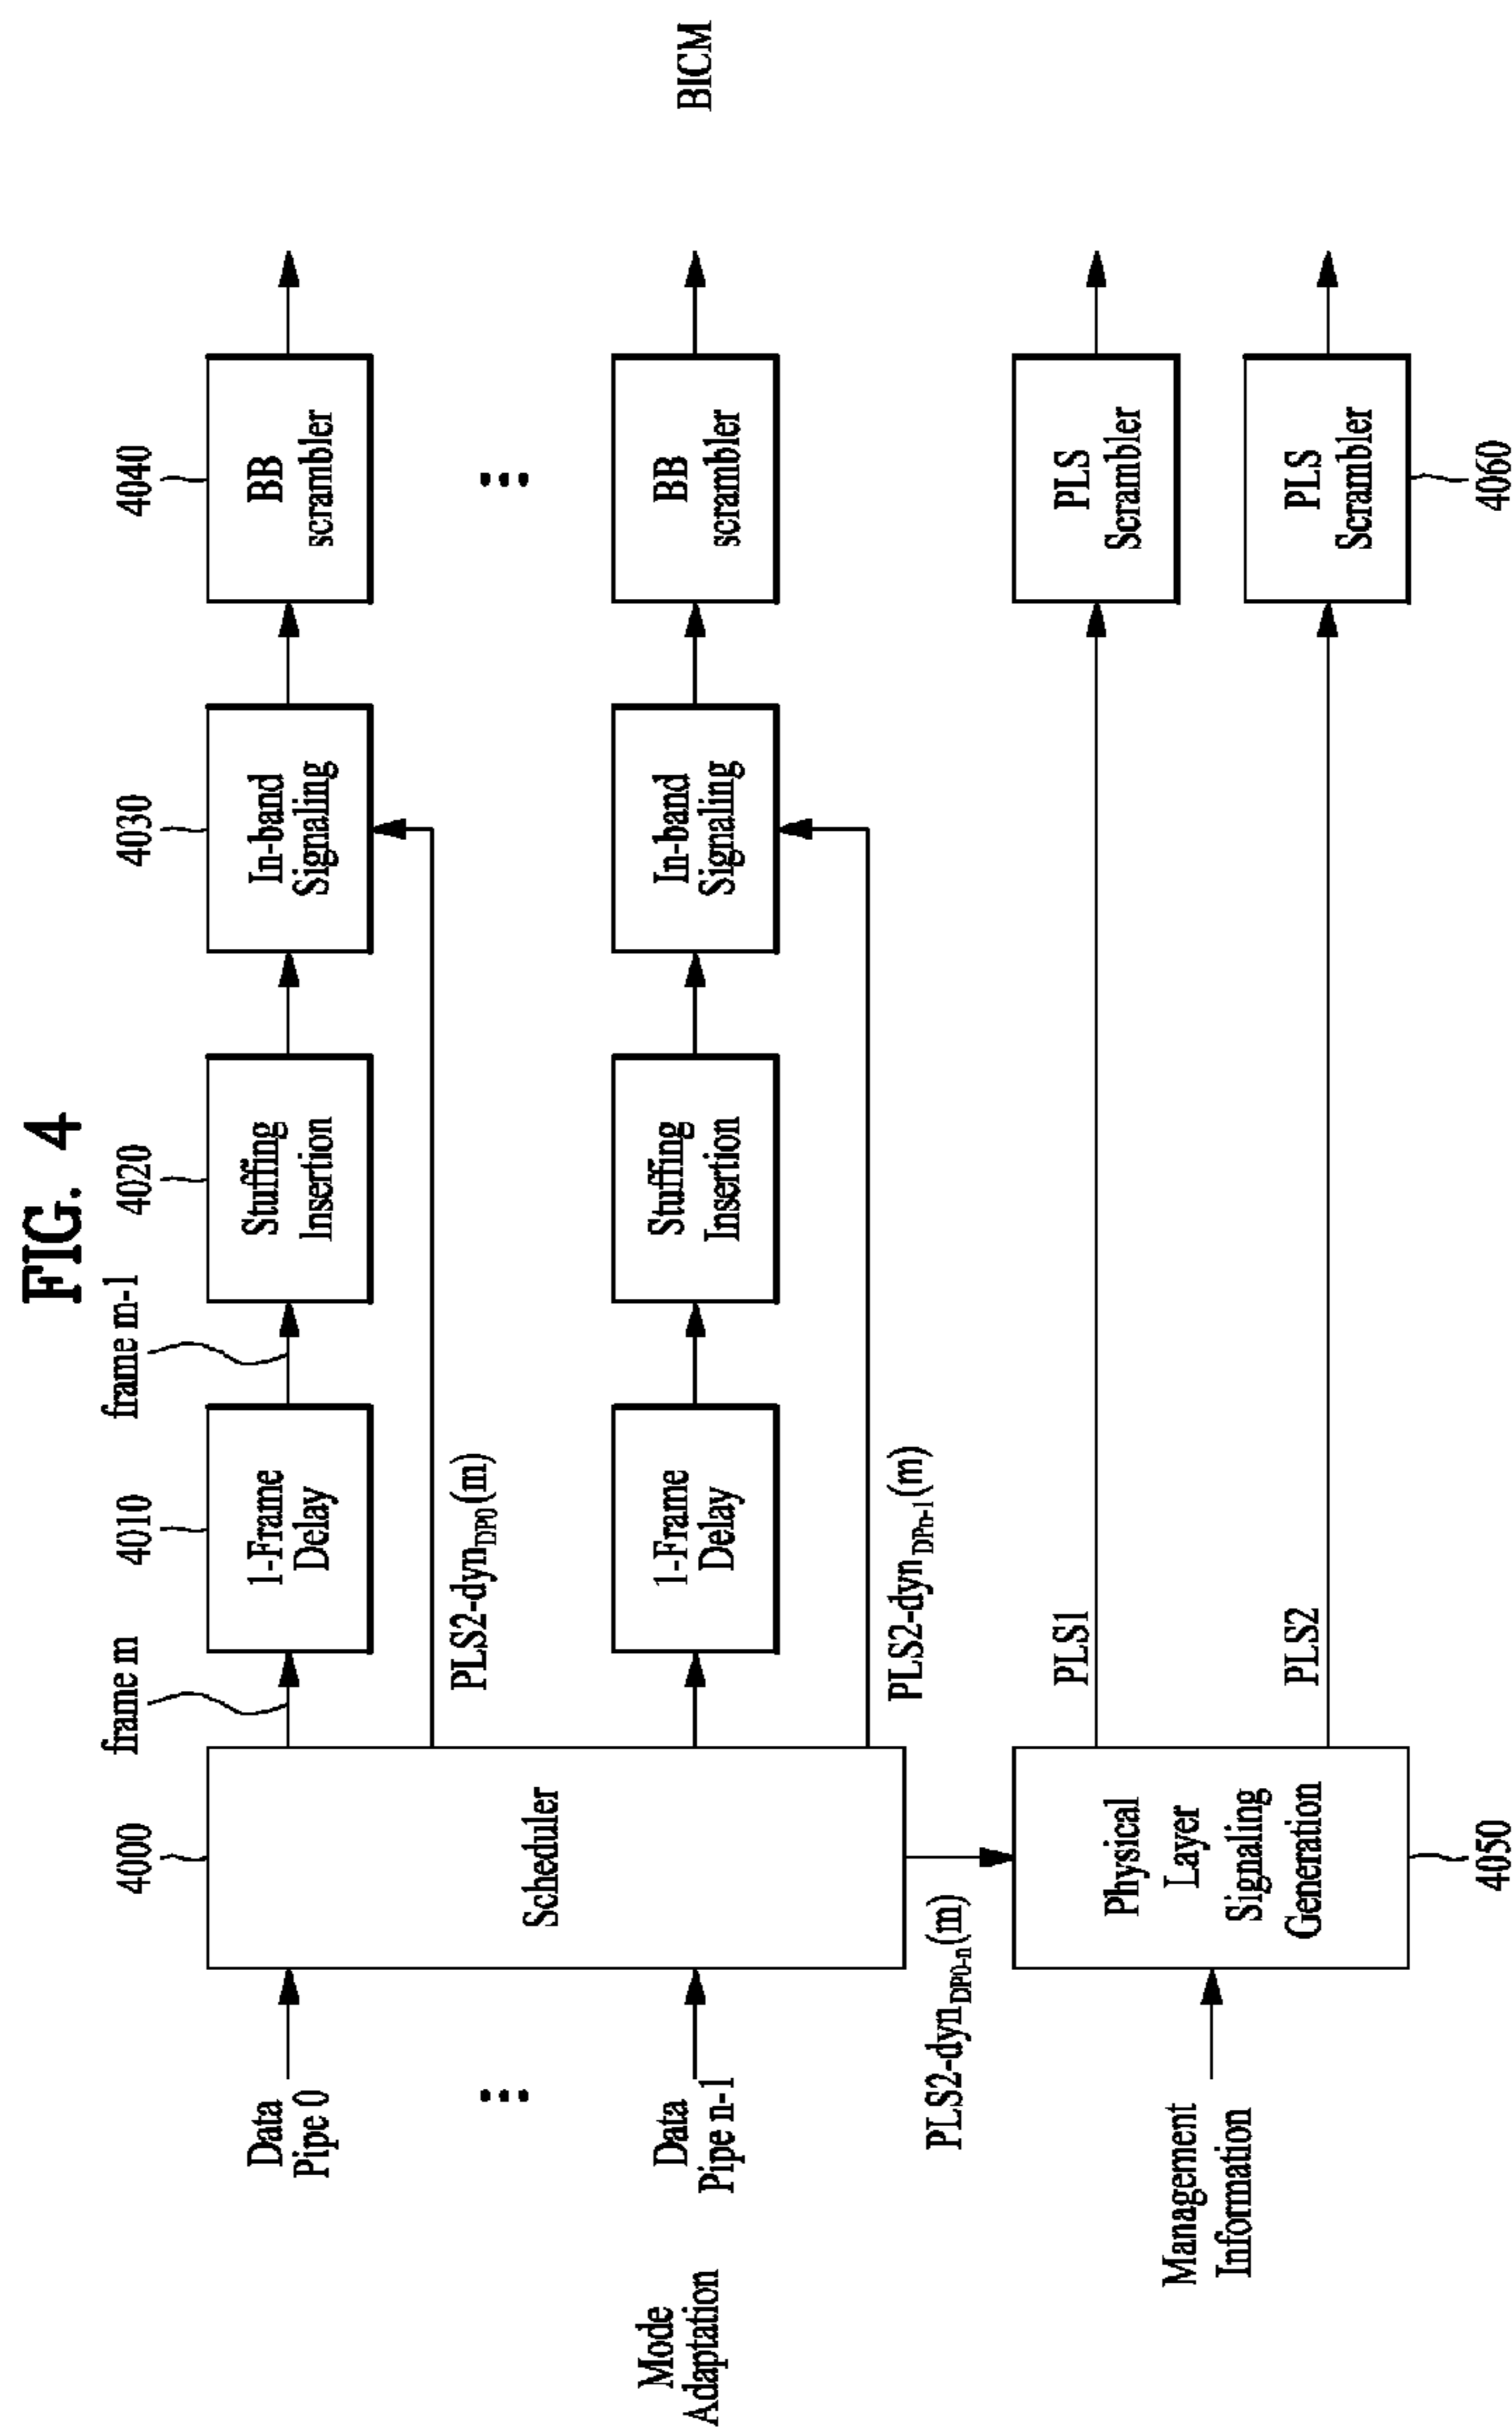 FIG. 4
4000
4010
4020
4030
4040
frame m
frame m-1
Data
Pipe 0
Scheduler
1-Frame
Delay
Stuffing
Insertion
In-band
Signaling
BB
scrambler
PLS2-dynDP0(m)
Mode
Adaptation
Data
Pipe n-1
1-Frame
Delay
Stuffing
Insertion
In-band
Signaling
BB
scrambler
BICM
PLS2-dynDPn-1(m)
PLS2-dynDP0-n(m)
Management
Information
Physical
Layer
Signaling
Generation
PLS1
PLS
Scrambler
PLS2
PLS
Scrambler
4050
4060